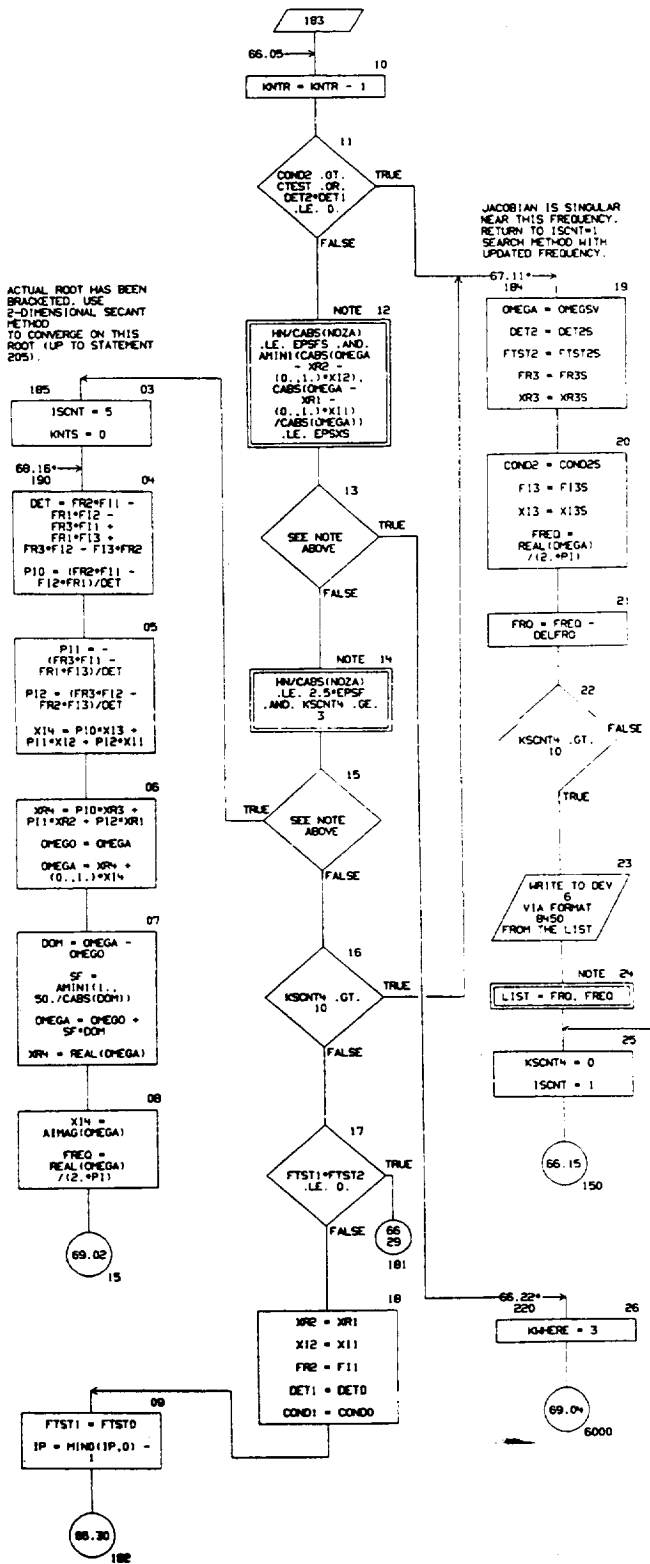 183
66.05
10
KNTR = KNTR - 1
11
COND2 .GT.
CTEST .OR.
DET2*DET1
.LE. 0.
TRUE
FALSE
JACOBIAN IS SINGULAR
NEAR THIS FREQUENCY.
RETURN TO ISCNT=1
SEARCH METHOD WITH
UPDATED FREQUENCY.
67.11*
184
19
OMEGA = OMEGSV
DET2 = DET2S
FTST2 = FTST2S
FR3 = FR3S
XR3 = XR3S
20
COND2 = COND2S
FI3 = FI3S
XI3 = XI3S
FREQ =
REAL(OMEGA)
/(2.*PI)
21
FRQ = FREQ -
DELFRQ
22
KSCNT4 .GT.
10
FALSE
TRUE
23
WRITE TO DEV
6
VIA FORMAT
8450
FROM THE LIST
NOTE 24
LIST = FRQ, FREQ
25
KSCNT4 = 0
ISCNT = 1
66.15
150
66.22*
220
26
KWHERE = 3
69.04
6000
NOTE 12
HN/CABS(NOZA)
.LE. EPSFS .AND.
AMIN1(CABS(OMEGA
- XR2 -
(0.,1.)*XI2),
CABS(OMEGA -
XR1 -
(0.,1.)*XI1)
/CABS(OMEGA))
.LE. EPSXS
13
SEE NOTE
ABOVE
TRUE
FALSE
NOTE 14
HN/CABS(NOZA)
.LE. 2.5*EPSF
.AND. KSCNT4 .GE.
3
15
SEE NOTE
ABOVE
TRUE
FALSE
16
KSCNT4 .GT.
10
TRUE
FALSE
17
FTST1*FTST2
.LE. 0.
TRUE
66
29
181
FALSE
18
XR2 = XR1
XI2 = XI1
FR2 = FI1
DET1 = DET0
COND1 = COND0
09
FTST1 = FTST0
IP = MIN0(IP,0) -
1
182
ACTUAL ROOT HAS BEEN
BRACKETED. USE
2-DIMENSIONAL SECANT
METHOD
TO CONVERGE ON THIS
ROOT (UP TO STATEMENT
205).
185
03
ISCNT = 5
KNTS = 0
68.16*
190
04
DET = FR2*FI1 -
FR1*FI2 -
FR3*FI1 +
FR1*FI3 +
FR3*FI2 - FI3*FR2
P10 = (FR2*FI1 -
FI2*FR1)/DET
05
P11 = -
(FR3*FI1 -
FR1*FI3)/DET
P12 = (FR3*FI2 -
FR2*FI3)/DET
XI4 = P10*XI3 +
P11*XI2 + P12*XI1
06
XR4 = P10*XR3 +
P11*XR2 + P12*XR1
OMEGO = OMEGA
OMEGA = XR4 +
(0.,1.)*XI4
07
DOM = OMEGA -
OMEGO
SF =
AMIN1(1.,
50./CABS(DOM))
OMEGA = OMEGO +
SF*DOM
XR4 = REAL(OMEGA)
08
XI4 =
AIMAG(OMEGA)
FREQ =
REAL(OMEGA)
/(2.*PI)
69.02
15